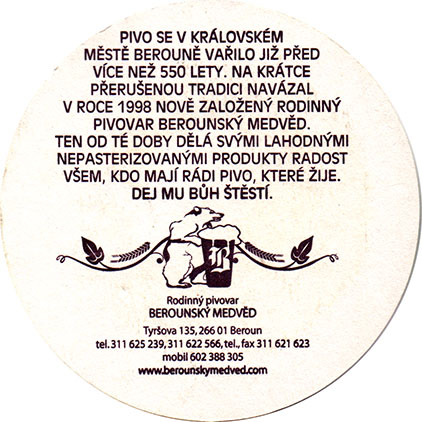 PIVO SE V KRÁLOVSKÉM
MĚSTĚ BEROUNĚ VAŘILO JIŽ PŘED
VÍCE NEŽ 550 LETY. NA KRÁTCE
PŘERUŠENOU TRADICI NAVÁZAL
V ROCE 1998 NOVĚ ZALOŽENÝ RODINNÝ
PIVOVAR BEROUNSKÝ MEDVĚD.
TEN OD TÉ DOBY DĚLÁ SVÝMI LAHODNÝMI
NEPASTERIZOVANÝMI PRODUKTY RADOST
VŠEM, KDO MAJÍ RÁDI PIVO, KTERÉ ŽIJE.
DEJ MU BŮH ŠTĚSTÍ.
B
Rodinný pivovar
BEROUNSKÝ MEDVĚD
Tyršova 135, 266 01 Beroun
tel. 311 625 239, 311 622 566, tel., fax 311 621 623
mobil 602 388 305
www.berounskymedved.com